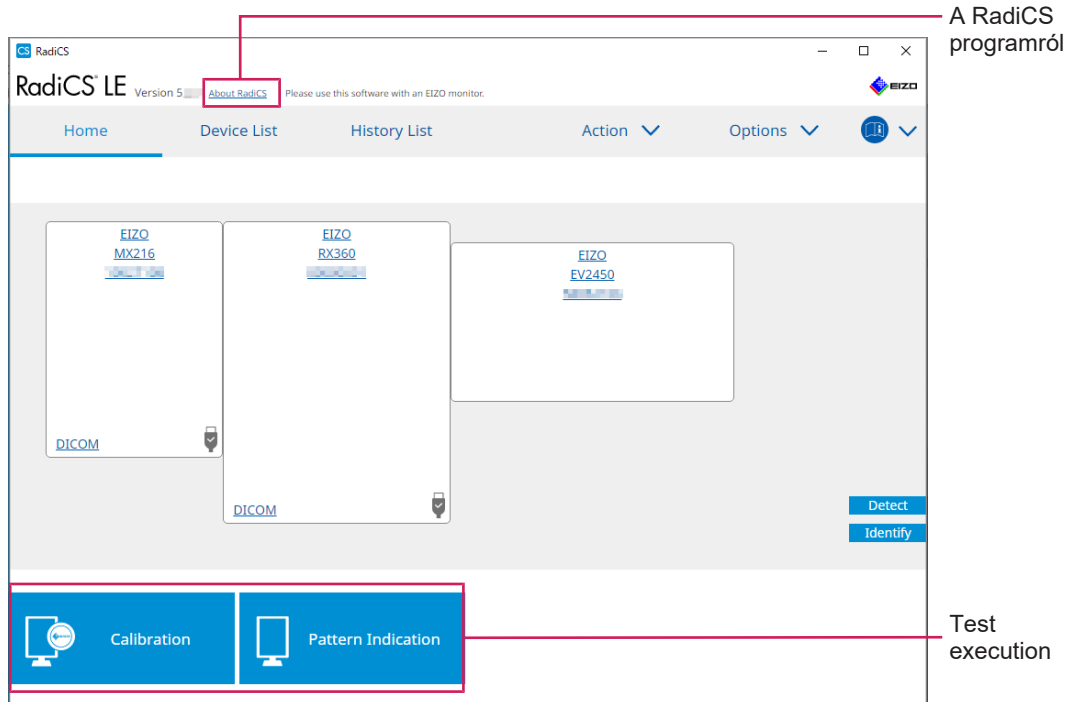 A RadiCS
programról
CS RadiCS
RadiCS LE Version 5 About RadiCS Please use this software with an EIZO monitor. EIZO
Home Device List History List Action Options
EIZO
MX216
EIZO
RX360
EIZO
EV2450
DICOM
DICOM
Detect
Identify
Calibration Pattern Indication
Test
execution